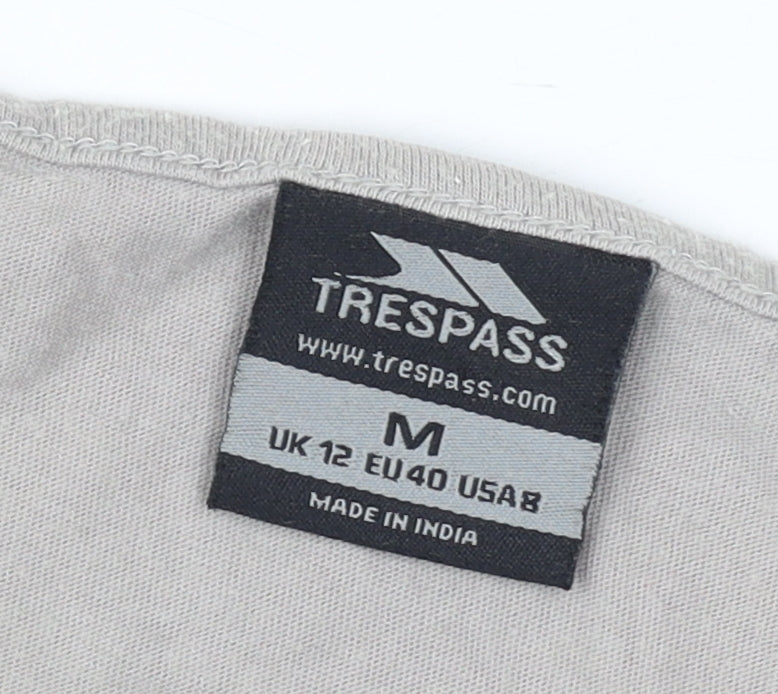 TRESPASS
www.trespass.com
M
UK 12 EU 40 USA 8
MADE IN INDIA